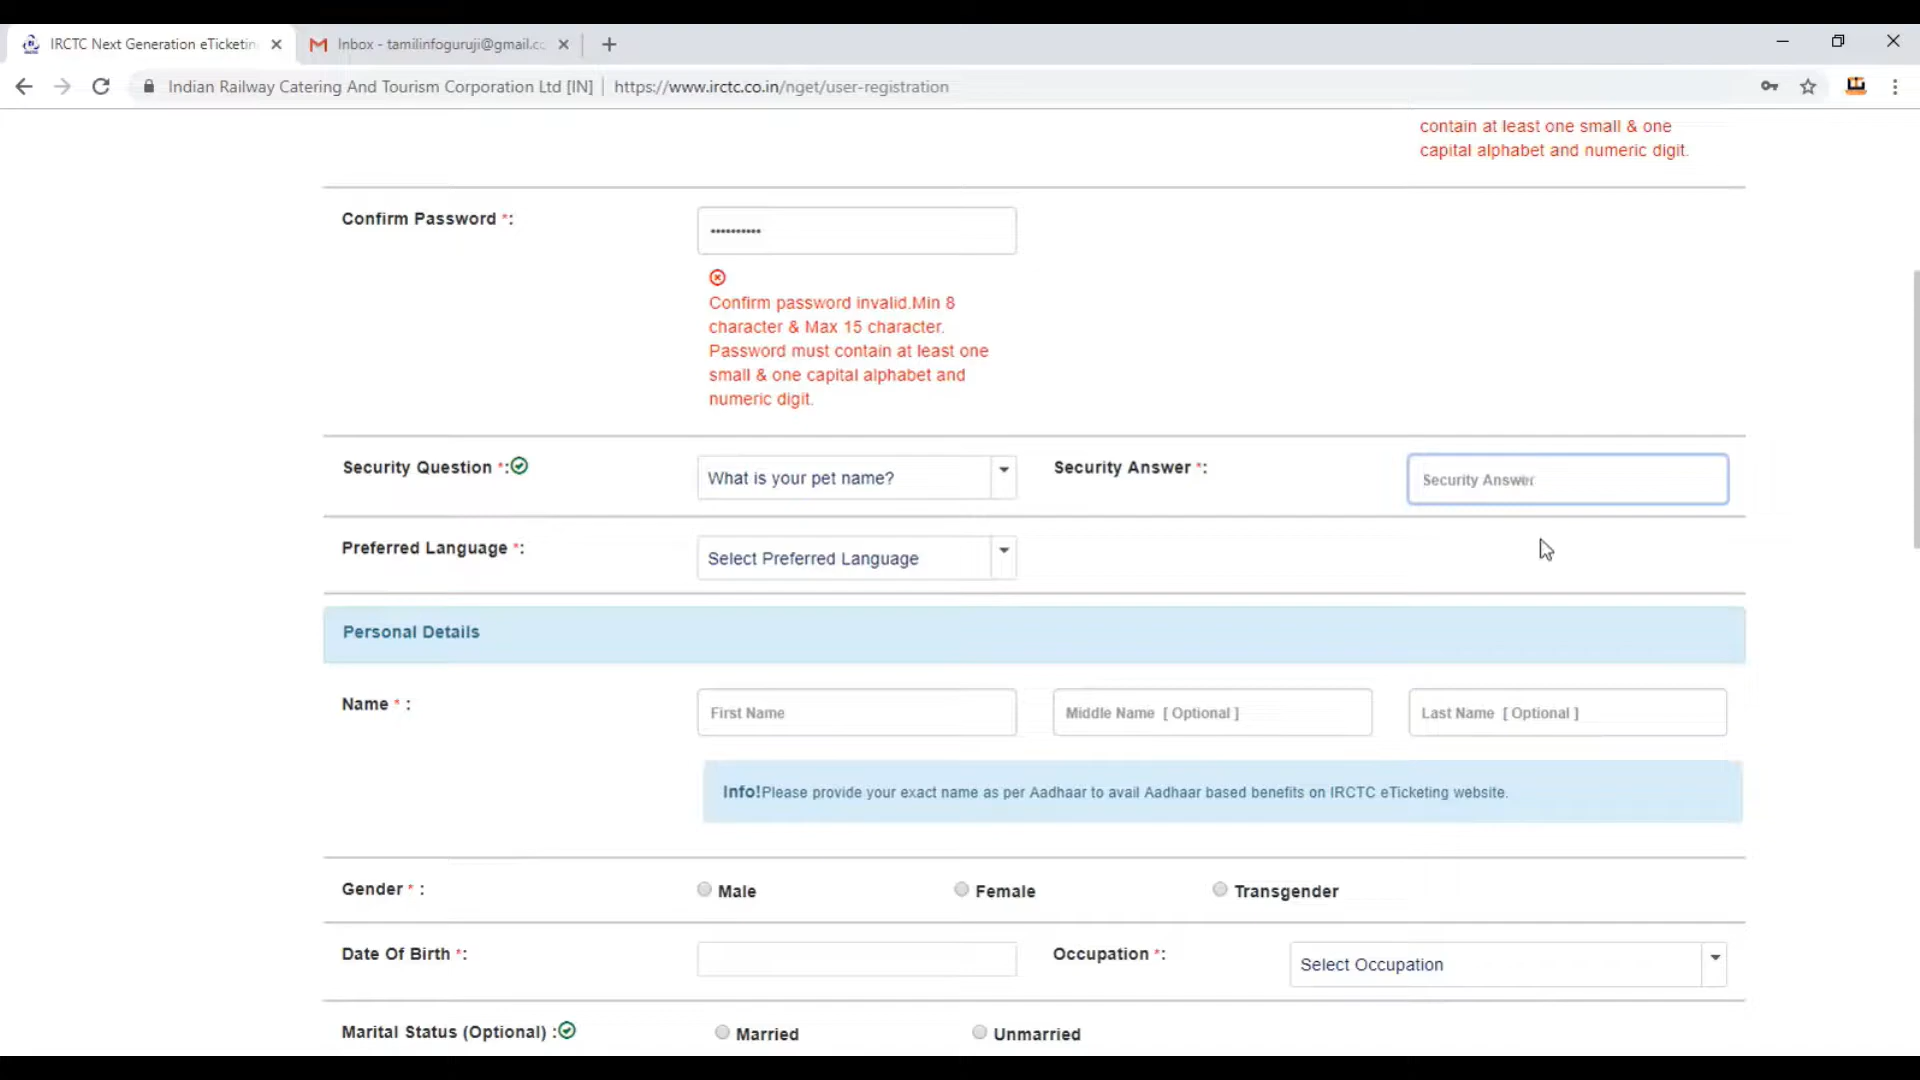 IRCTC Next Generation eTicketin
Inbox - tamilinfoguruji@gmail.cc
Indian Railway Catering And Tourism Corporation Ltd [IN] | https://www.irctc.co.in/nget/user-registration
contain at least one small & one
capital alphabet and numeric digit.
Confirm Password *:
••••••••••
Confirm password invalid.Min 8
character & Max 15 character.
Password must contain at least one
small & one capital alphabet and
numeric digit.
Security Question *:
What is your pet name?
Security Answer *:
Security Answer
Preferred Language *:
Select Preferred Language
Personal Details
Name * :
First Name
Middle Name [ Optional ]
Last Name [ Optional ]
Info!Please provide your exact name as per Aadhaar to avail Aadhaar based benefits on IRCTC eTicketing website.
Gender * :
Male
Female
Transgender
Date Of Birth *:
Occupation *:
Select Occupation
Marital Status (Optional) :
Married
Unmarried